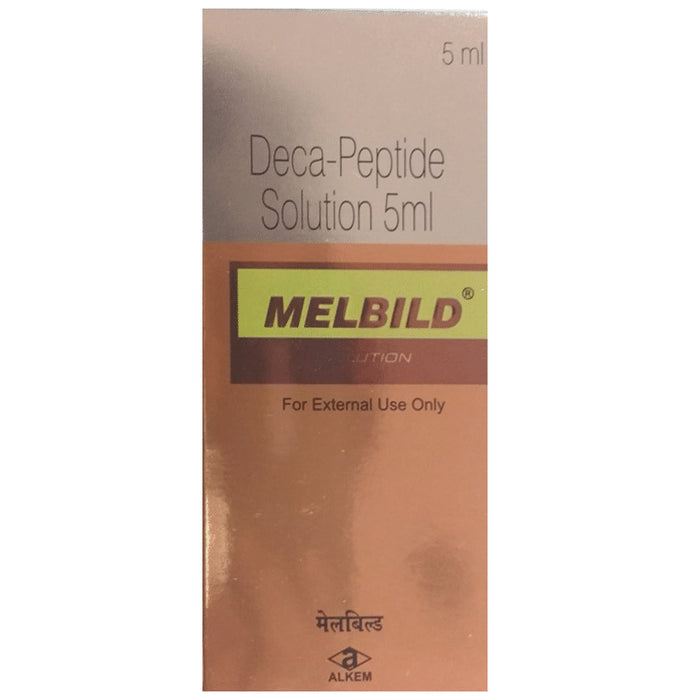 5 ml
Deca-Peptide
Solution 5ml
MELBILD®
For External Use Only
मेलबिल्ड
a
ALKEM